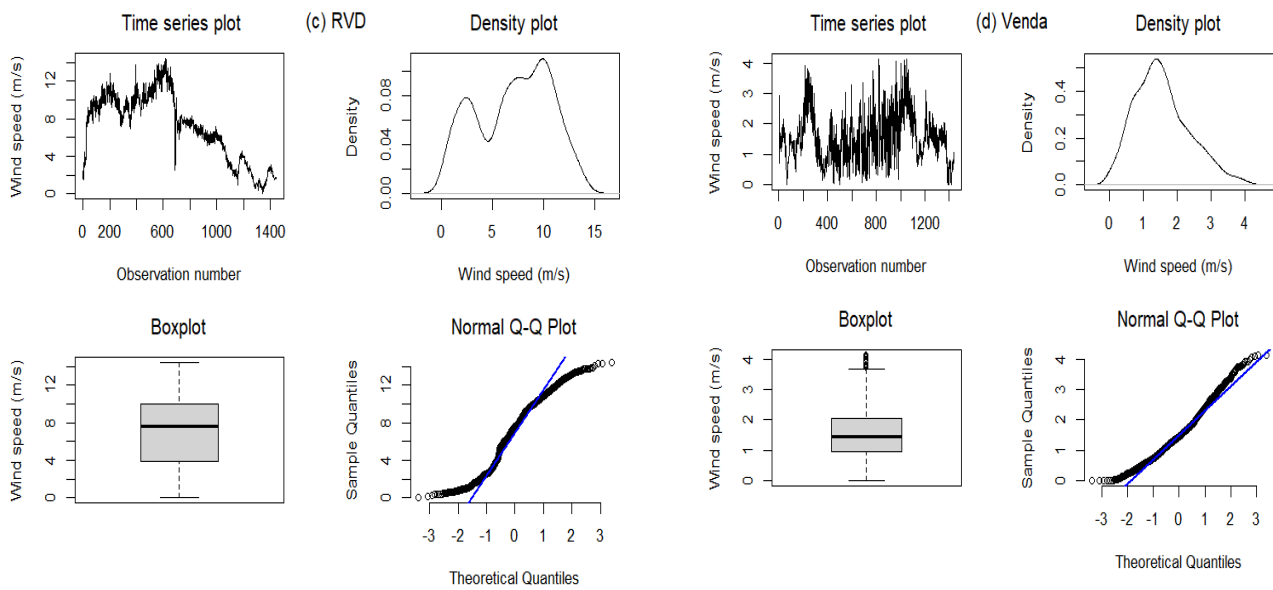 Time series plot
(c) RVD
Density plot
Wind speed (m/s)
0 4 8 12
0 200 600 1000 1400
Observation number
Density
0.00 0.04 0.08
0 5 10 15
Wind speed (m/s)
Boxplot
Normal Q-Q Plot
Wind speed (m/s)
0 4 8 12
Sample Quantiles
0 4 8 12
-3 -2 -1 0 1 2 3
Theoretical Quantiles
Time series plot
(d) Venda
Density plot
Wind speed (m/s)
0 1 2 3 4
0 400 800 1200
Observation number
Density
0.0 0.2 0.4
0 1 2 3 4
Wind speed (m/s)
Boxplot
Normal Q-Q Plot
Wind speed (m/s)
0 1 2 3 4
Sample Quantiles
0 1 2 3 4
-3 -2 -1 0 1 2 3
Theoretical Quantiles